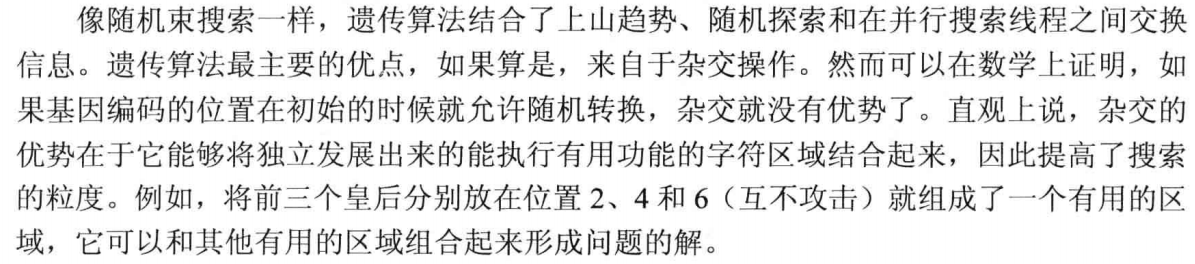 像随机束搜索一样，遗传算法结合了上山趋势、随机探索和在并行搜索线程之间交换
信息。遗传算法最主要的优点，如果算是，来自于杂交操作。然而可以在数学上证明，如
果基因编码的位置在初始的时候就允许随机转换，杂交就没有优势了。直观上说，杂交的
优势在于它能够将独立发展出来的能执行有用功能的字符区域结合起来，因此提高了搜索
的粒度。例如，将前三个皇后分别放在位置 2、4 和 6（互不攻击）就组成了一个有用的区
域，它可以和其他有用的区域组合起来形成问题的解。